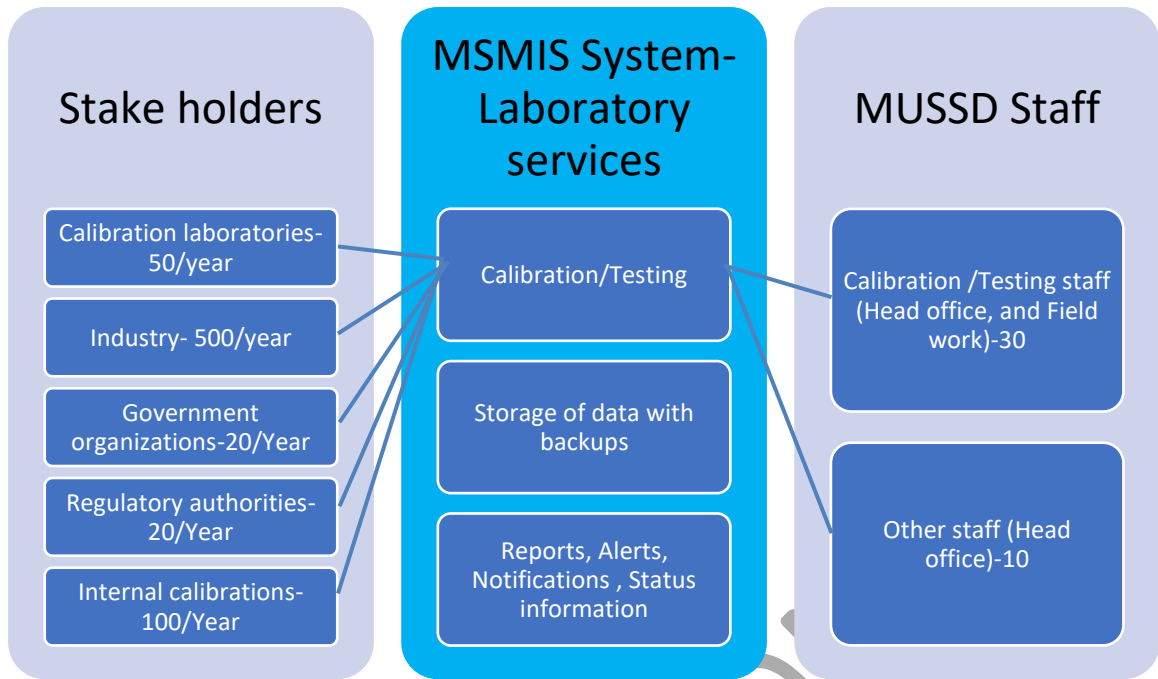 Stake holders
Calibration laboratories-
50/year
Industry- 500/year
Government
organizations-20/Year
Regulatory authorities-
20/Year
Internal calibrations-
100/Year
MSMIS System-
Laboratory
services
Calibration/Testing
Storage of data with
backups
Reports, Alerts,
Notifications , Status
information
MUSSD Staff
Calibration /Testing staff
(Head office, and Field
work)-30
Other staff (Head
office)-10